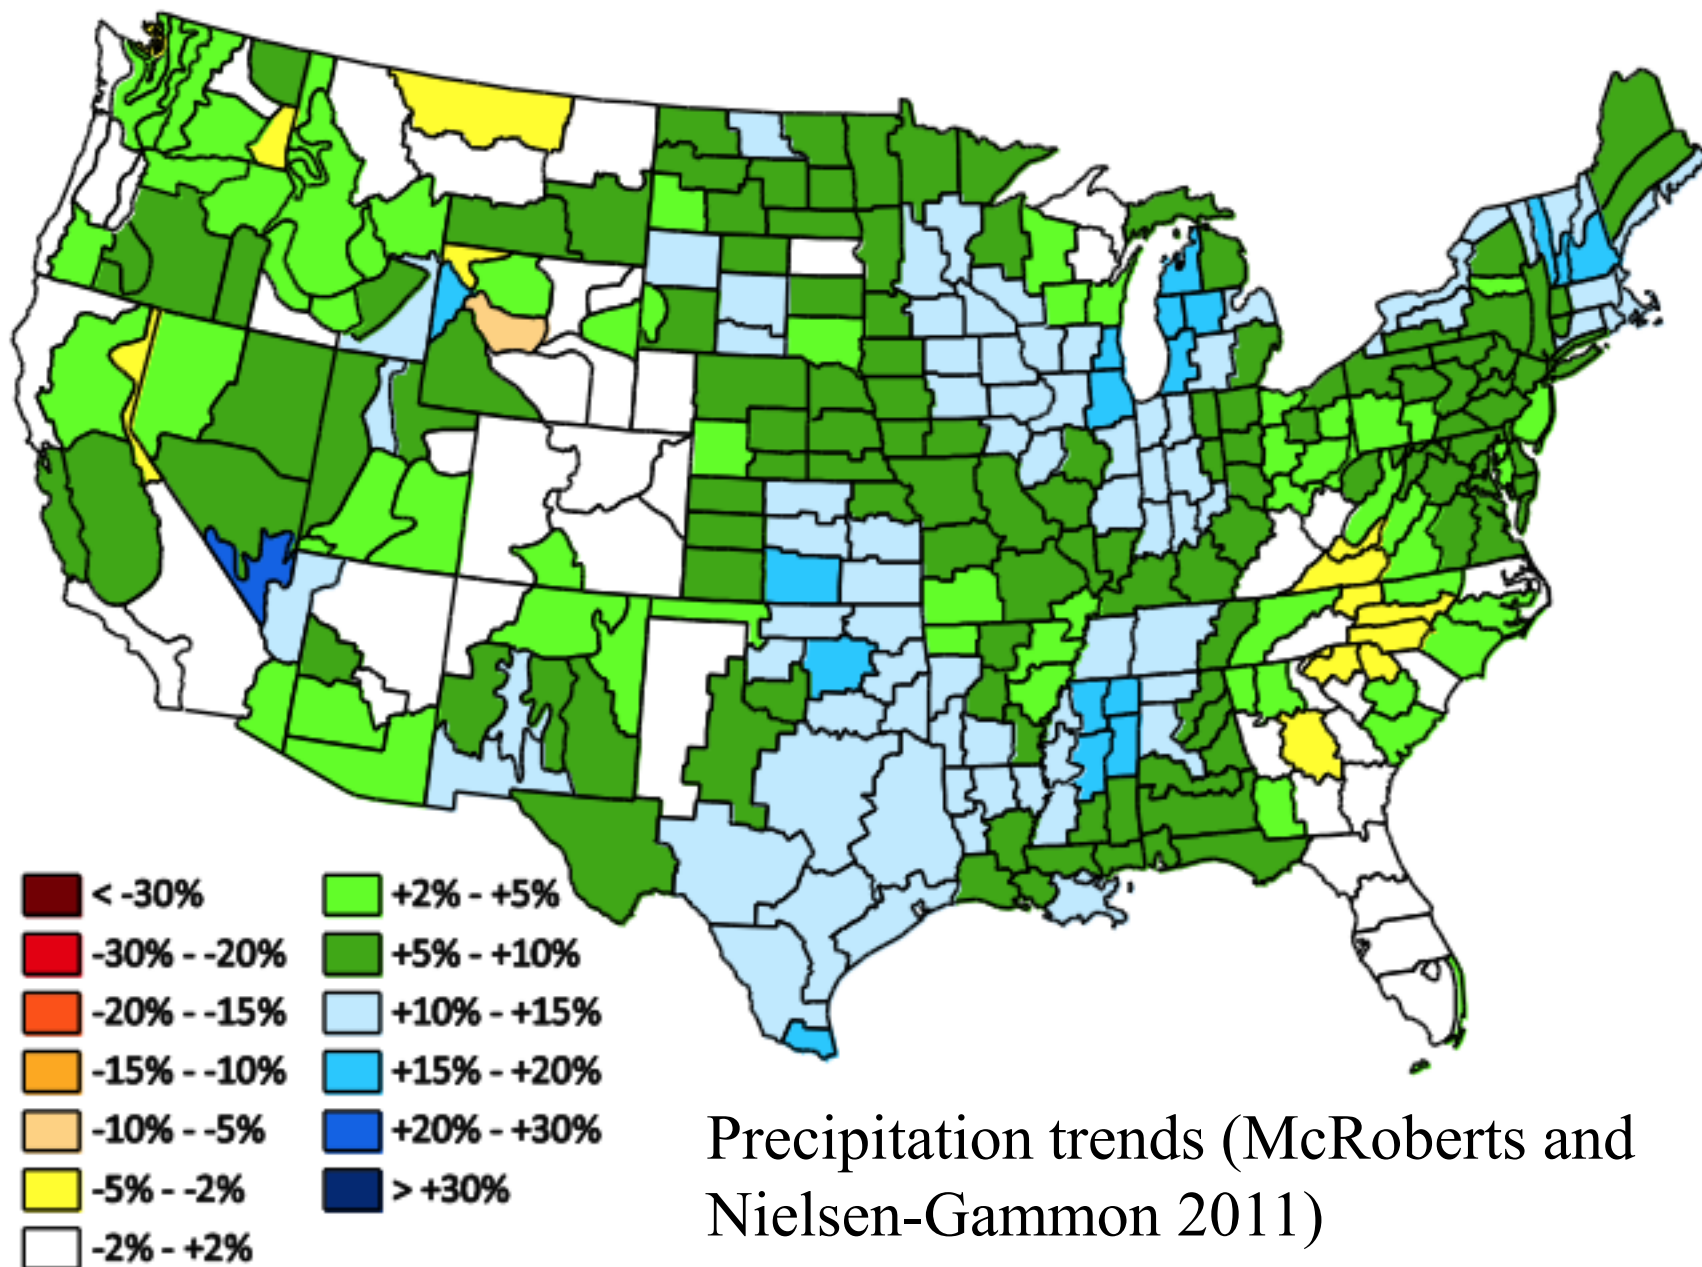 < -30%
-30% - -20%
-20% - -15%
-15% - -10%
-10% - -5%
-5% - -2%
-2% - +2%
+2% - +5%
+5% - +10%
+10% - +15%
+15% - +20%
+20% - +30%
> +30%
Precipitation trends (McRoberts and
Nielsen-Gammon 2011)